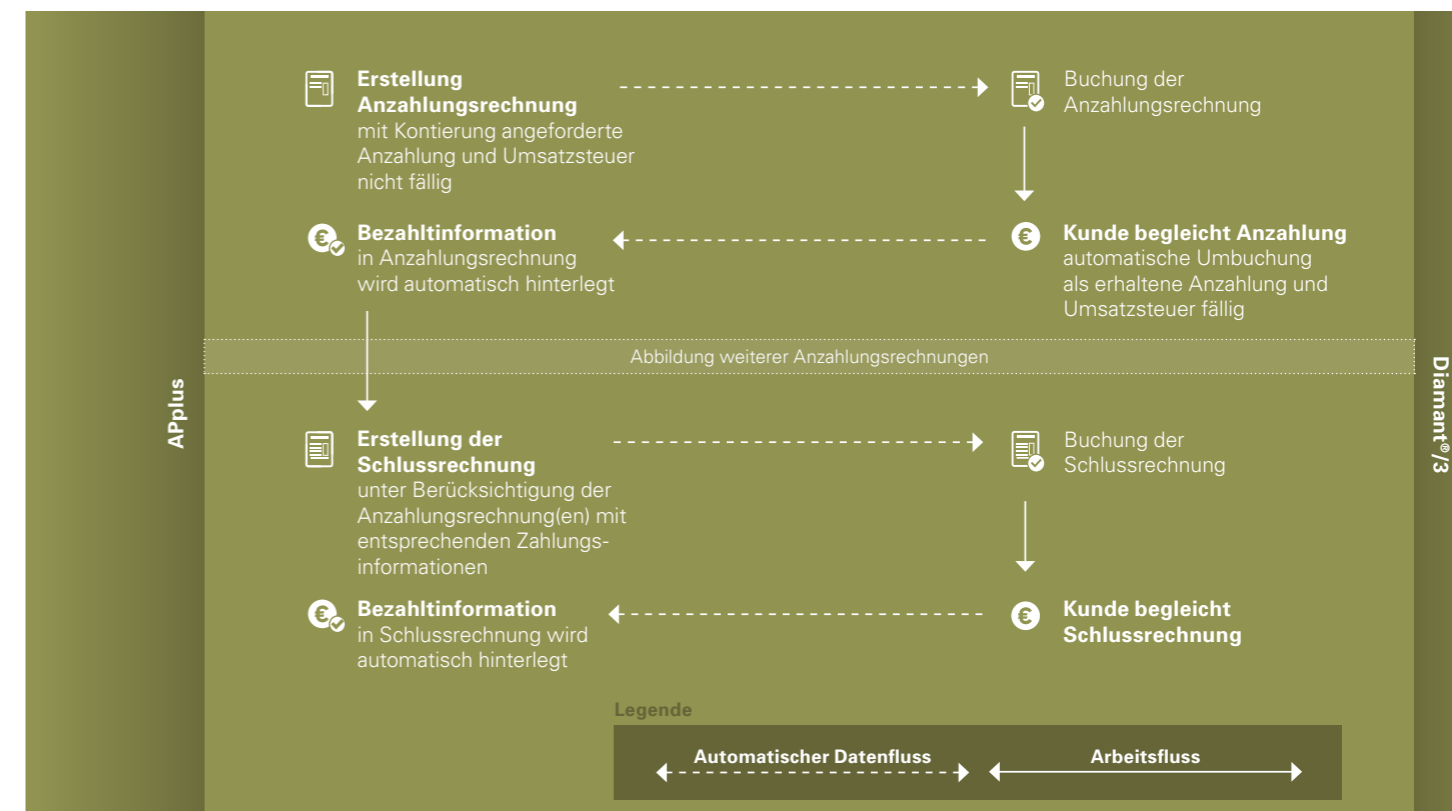 APplus
Erstellung
Anzahlungsrechnung
mit Kontierung angeforderte
Anzahlung und Umsatzsteuer
nicht fällig
Buchung der
Anzahlungsrechnung
€ Bezahltinformation
in Anzahlungsrechnung
wird automatisch hinterlegt
€ Kunde begleicht Anzahlung
automatische Umbuchung
als erhaltene Anzahlung und
Umsatzsteuer fällig
Abbildung weiterer Anzahlungsrechnungen
Erstellung der
Schlussrechnung
unter Berücksichtigung der
Anzahlungsrechnung(en) mit
entsprechenden Zahlungs-
informationen
Buchung der
Schlussrechnung
€ Bezahltinformation
in Schlussrechnung wird
automatisch hinterlegt
€ Kunde begleicht
Schlussrechnung
Diamant®/3
Legende
Automatischer Datenfluss
Arbeitsfluss